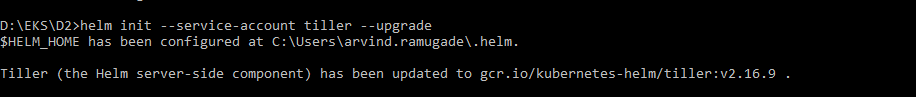 D:\EKS\D2>helm init --service-account tiller --upgrade
$HELM_HOME has been configured at C:\Users\arvind.ramugade\.helm.
Tiller (the Helm server-side component) has been updated to gcr.io/kubernetes-helm/tiller:v2.16.9 .